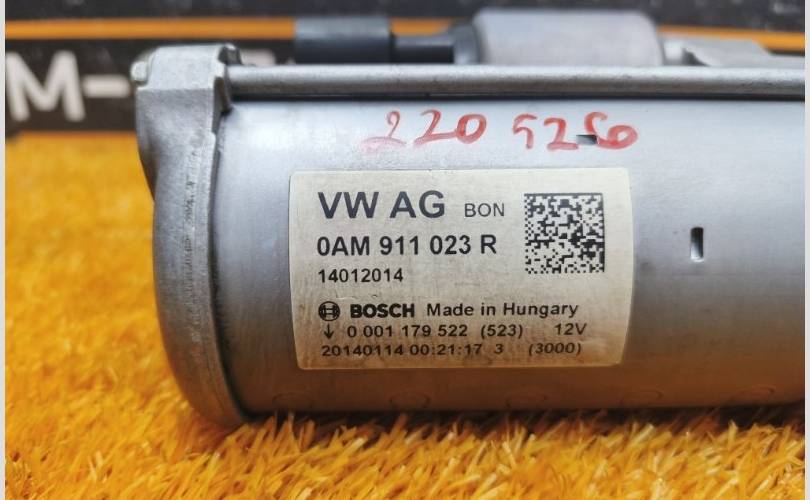 M-
220 526
VW AG BON
0AM 911 023 R
14012014
BOSCH Made in Hungary
↓ 0 001 179 522 (523) 12V
20140114 00:21:17 3 (3000)